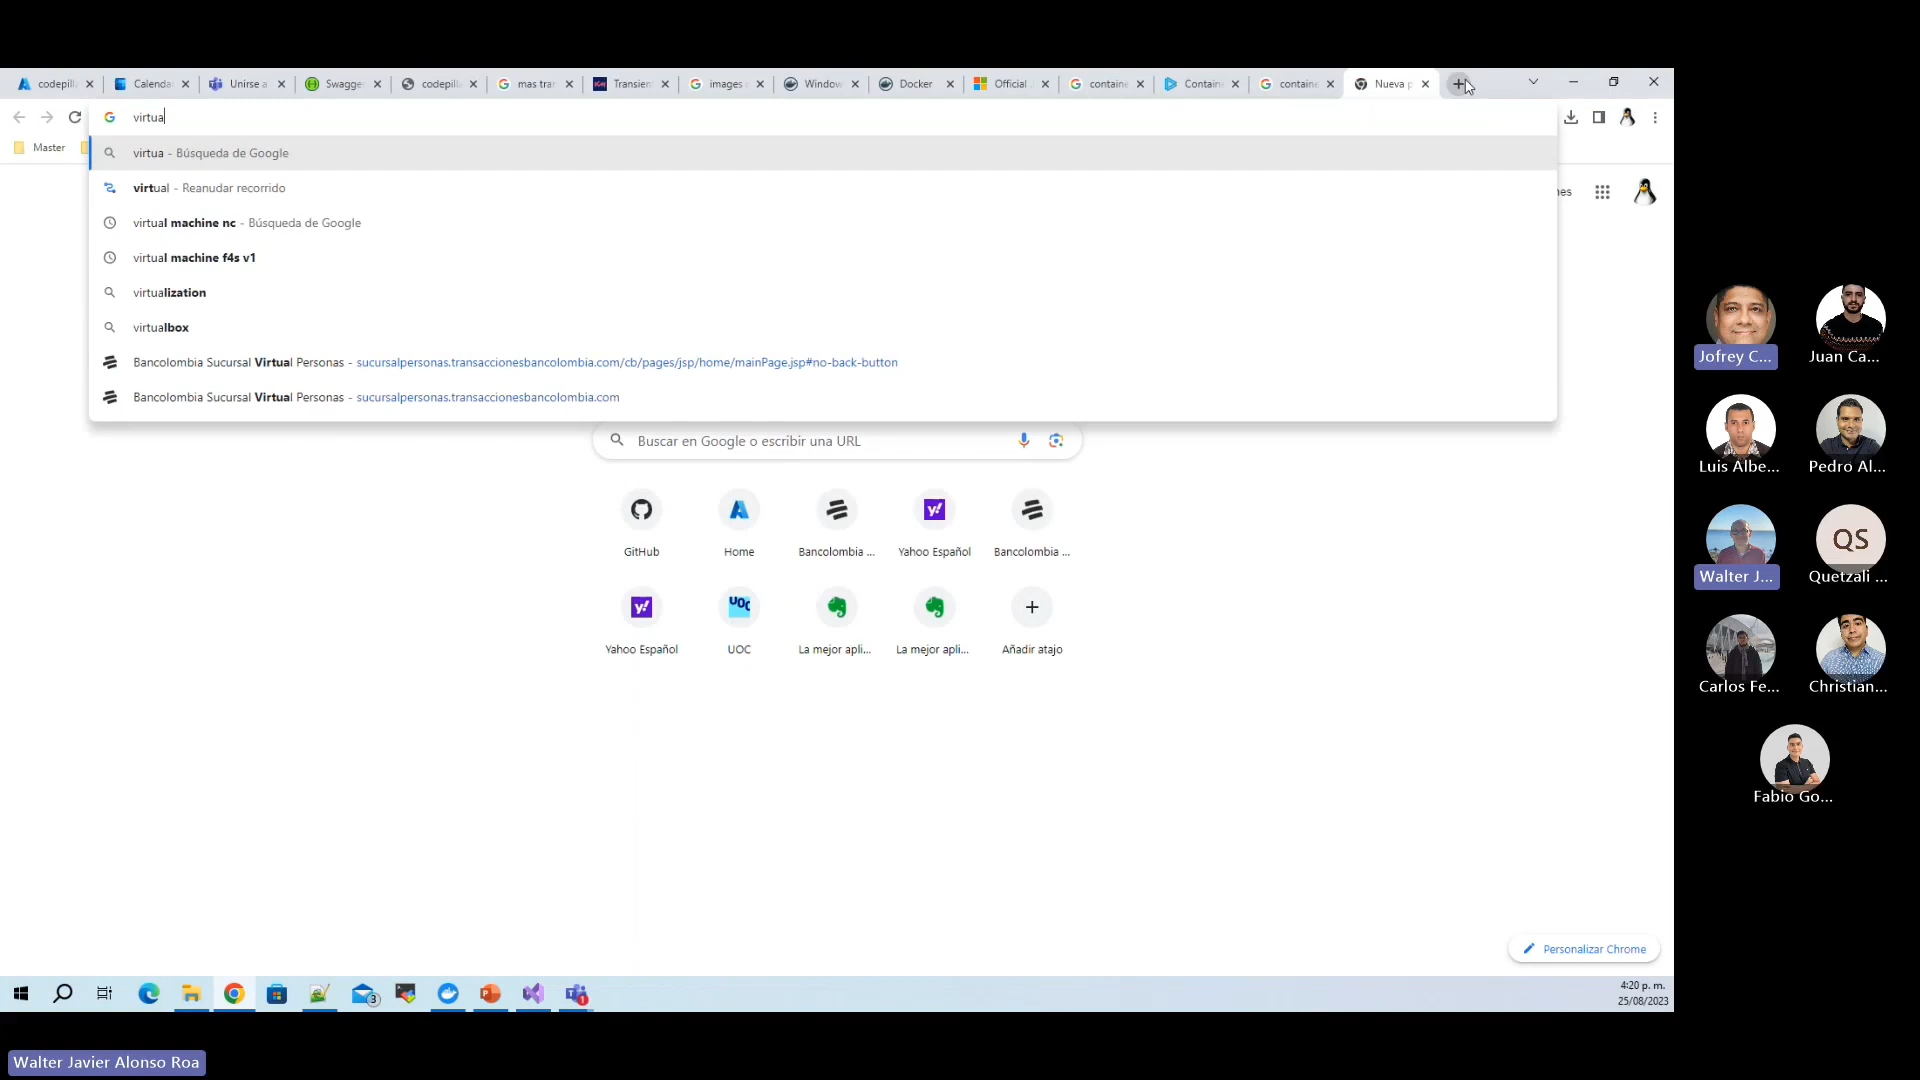 codepill
Calenda
Unirse a
Swagge
codepill
mas tran
Transien
images
Window
Docker
Official
containe
Containe
containe
Nueva p
virtua
Master
virtua - Búsqueda de Google
virtual - Reanudar recorrido
virtual machine nc - Búsqueda de Google
virtual machine f4s v1
virtualization
virtualbox
Bancolombia Sucursal Virtual Personas - sucursalpersonas.transaccionesbancolombia.com/cb/pages/jsp/home/mainPage.jsp#no-back-button
Bancolombia Sucursal Virtual Personas - sucursalpersonas.transaccionesbancolombia.com
Buscar en Google o escribir una URL
GitHub
Home
Bancolombia ...
Yahoo Español
Bancolombia ...
Yahoo Español
UOC
La mejor apli...
La mejor apli...
Añadir atajo
Personalizar Chrome
4:20 p. m.
25/08/2023
Jofrey C...
Juan Ca...
Luis Albe...
Pedro Al...
Walter J...
QS
Quetzali ...
Carlos Fe...
Christian...
Fabio Go...
Walter Javier Alonso Roa